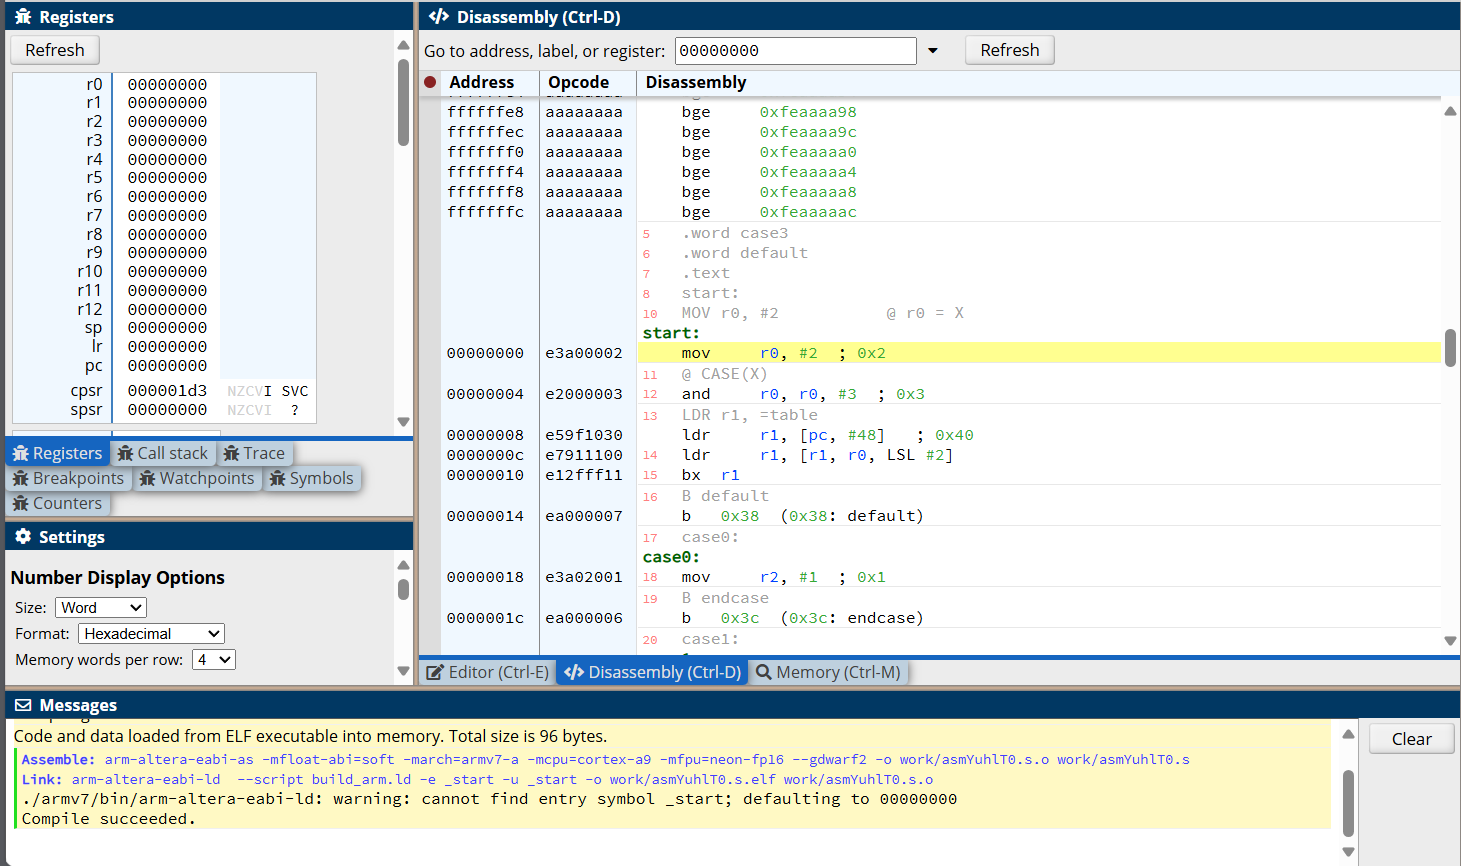 Registers
Refresh
r0 00000000
r1 00000000
r2 00000000
r3 00000000
r4 00000000
r5 00000000
r6 00000000
r7 00000000
r8 00000000
r9 00000000
r10 00000000
r11 00000000
r12 00000000
sp 00000000
lr 00000000
pc 00000000
cpsr 000001d3 NZCVI SVC
spsr 00000000 NZCVI ?
Registers Call stack Trace
Breakpoints Watchpoints Symbols
Counters
Settings
Number Display Options
Size: Word
Format: Hexadecimal
Memory words per row: 4
Disassembly (Ctrl-D)
Go to address, label, or register: 00000000 Refresh
Address Opcode Disassembly
ffffffe8 aaaaaaaa bge 0xfeaaaa98
ffffffec aaaaaaaa bge 0xfeaaaa9c
fffffff0 aaaaaaaa bge 0xfeaaaaa0
fffffff4 aaaaaaaa bge 0xfeaaaaa4
fffffff8 aaaaaaaa bge 0xfeaaaaa8
fffffffc aaaaaaaa bge 0xfeaaaaac
5 .word case3
6 .word default
7 .text
8 start:
10 MOV r0, #2 @ r0 = X
start:
00000000 e3a00002 mov r0, #2 ; 0x2
11 @ CASE(X)
00000004 e2000003 12 and r0, r0, #3 ; 0x3
13 LDR r1, =table
00000008 e59f1030 ldr r1, [pc, #48] ; 0x40
0000000c e7911100 14 ldr r1, [r1, r0, LSL #2]
00000010 e12fff11 15 bx r1
16 B default
00000014 ea000007 b 0x38 (0x38: default)
17 case0:
case0:
00000018 e3a02001 18 mov r2, #1 ; 0x1
19 B endcase
0000001c ea000006 b 0x3c (0x3c: endcase)
20 case1:
Editor (Ctrl-E) Disassembly (Ctrl-D) Memory (Ctrl-M)
Messages
Code and data loaded from ELF executable into memory. Total size is 96 bytes.
Assemble: arm-altera-eabi-as -mfloat-abi=soft -march=armv7-a -mcpu=cortex-a9 -mfpu=neon-fp16 --gdwarf2 -o work/asmYuhlT0.s.o work/asmYuhlT0.s
Link: arm-altera-eabi-ld --script build_arm.ld -e _start -u _start -o work/asmYuhlT0.s.elf work/asmYuhlT0.s.o
./armv7/bin/arm-altera-eabi-ld: warning: cannot find entry symbol _start; defaulting to 00000000
Compile succeeded.
Clear